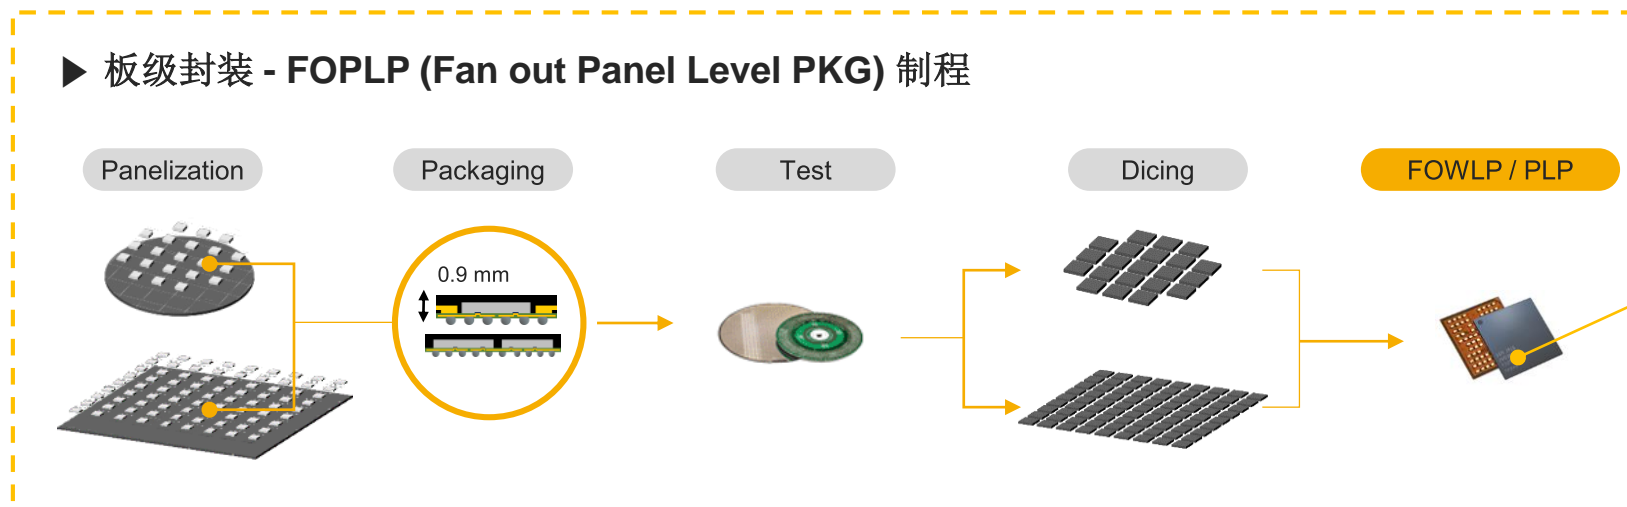 ▶ 板级封装 - FOPLP (Fan out Panel Level PKG) 制程
Panelization
Packaging
Test
Dicing
FOWLP / PLP
0.9 mm